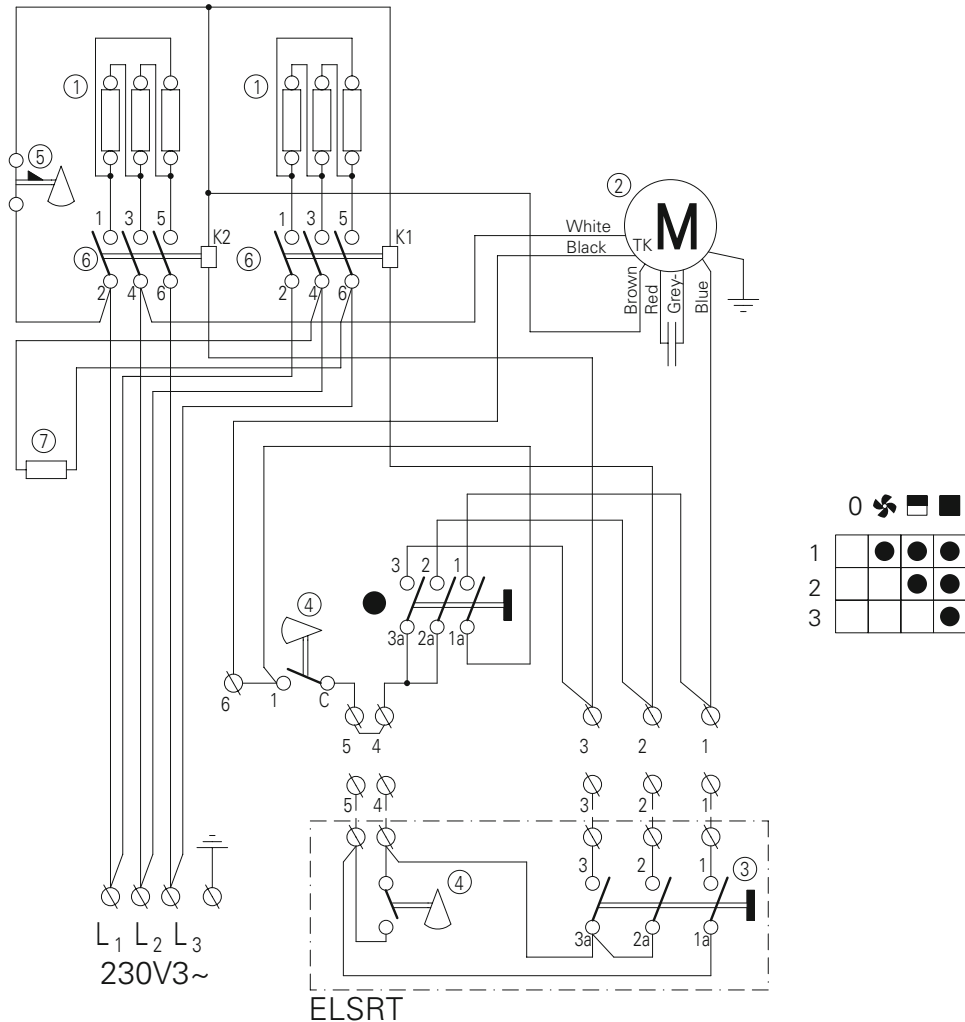 1
1
5
2
M
TK
White
Black
1 3 5
K2
1 3 5
K1
6
6
2 4 6
2 4 6
Brown
Red
Grey-
Blue
7
0
1
2
3
3 2 1
4
3a 2a 1a
6 1 C
5 4 3 2 1
5 4 3 2 1
3 2 1
3
4
3a 2a 1a
L1 L2 L3
230V3~
ELSRT